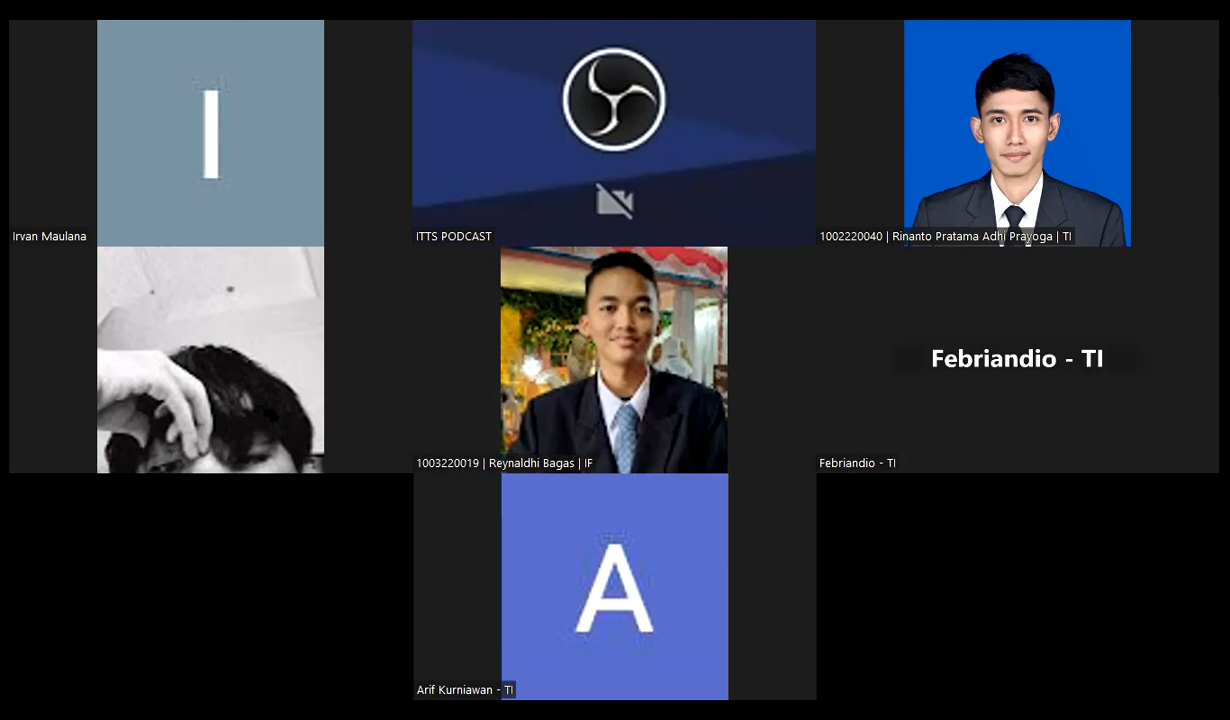 I
Irvan Maulana
ITTS PODCAST
1002220040 | Rinanto Pratama Adhi Prayoga | TI
1003220019 | Reynaldhi Bagas | IF
Febriandio - TI
Febriandio - TI
A
Arif Kurniawan - TI